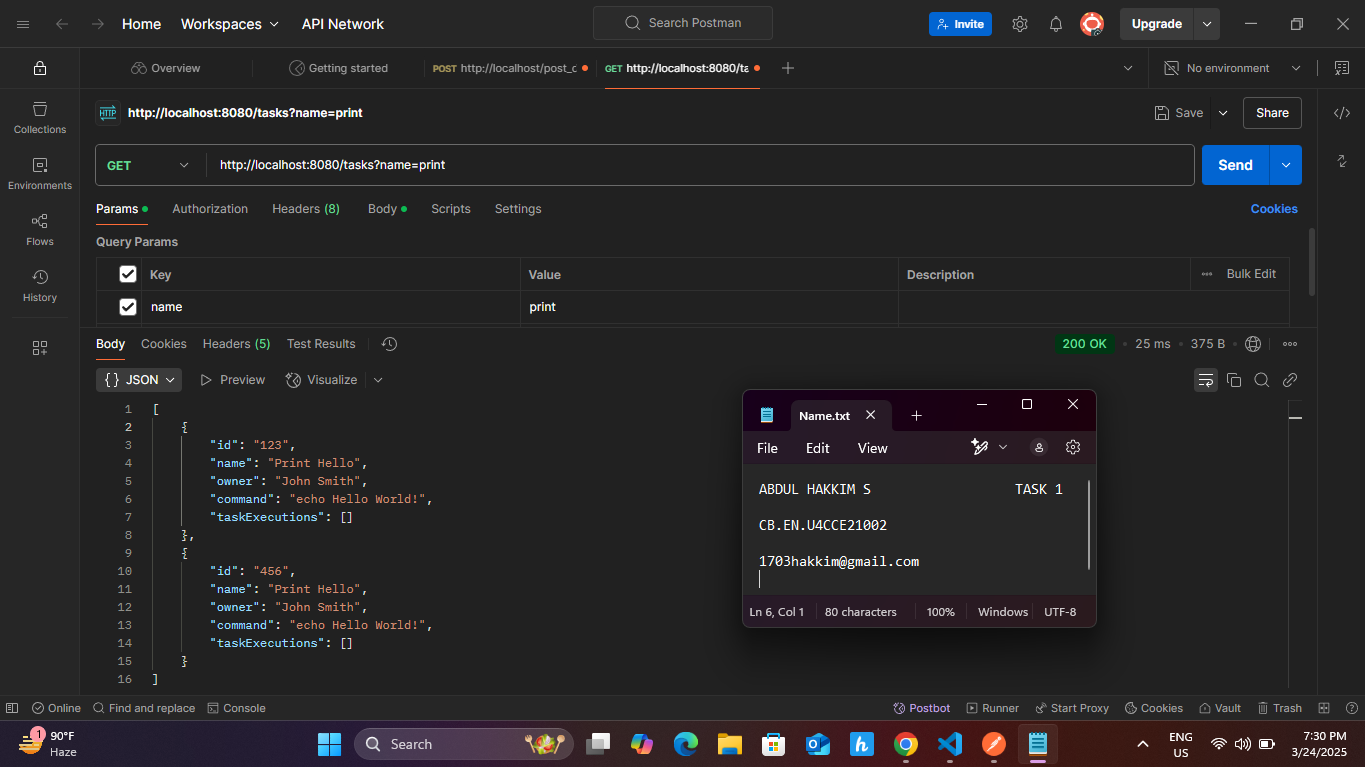 Home Workspaces API Network Search Postman Invite Upgrade
Overview Getting started POST http://localhost/post_c GET http://localhost:8080/ta No environment
HTTP http://localhost:8080/tasks?name=print Save Share
Collections
Environments
Flows
History
GET http://localhost:8080/tasks?name=print Send
Params Authorization Headers (8) Body Scripts Settings Cookies
Query Params
Key Value Description Bulk Edit
name print
Body Cookies Headers (5) Test Results 200 OK 25 ms 375 B
{} JSON Preview Visualize
1 [
2 {
3 "id": "123",
4 "name": "Print Hello",
5 "owner": "John Smith",
6 "command": "echo Hello World!",
7 "taskExecutions": []
8 },
9 {
10 "id": "456",
11 "name": "Print Hello",
12 "owner": "John Smith",
13 "command": "echo Hello World!",
14 "taskExecutions": []
15 }
16 ]
Name.txt
File Edit View
ABDUL HAKKIM S TASK 1
CB.EN.U4CCE21002
1703hakkim@gmail.com
Ln 6, Col 1 80 characters 100% Windows UTF-8
Online Find and replace Console Postbot Runner Start Proxy Cookies Vault Trash
1 90°F
Haze
Search
ENG
US
7:30 PM
3/24/2025